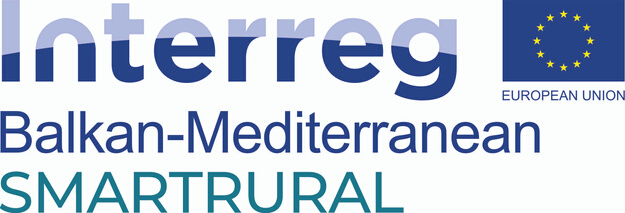 Interreg
EUROPEAN UNION
Balkan-Mediterranean
SMARTRURAL